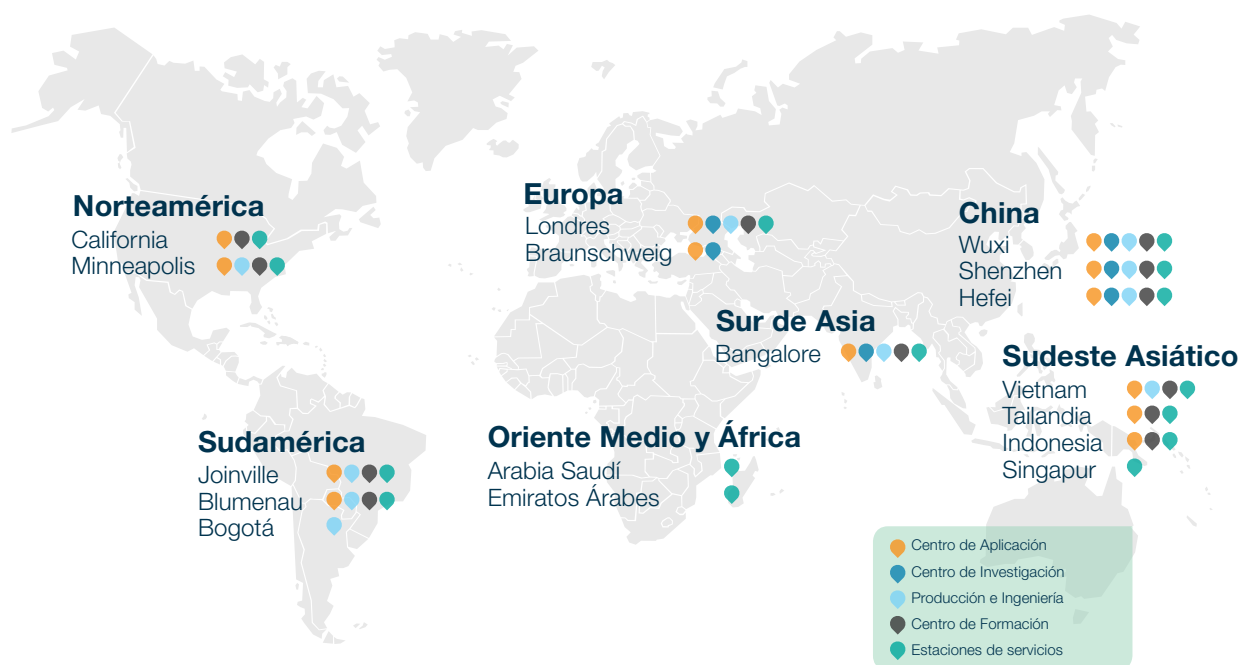 Norteamérica
California
Minneapolis
Europa
Londres
Braunschweig
China
Wuxi
Shenzhen
Hefei
Sur de Asia
Bangalore
Sudeste Asiático
Vietnam
Tailandia
Indonesia
Singapur
Sudamérica
Joinville
Blumenau
Bogotá
Oriente Medio y África
Arabia Saudí
Emiratos Árabes
Centro de Aplicación
Centro de Investigación
Producción e Ingeniería
Centro de Formación
Estaciones de servicios